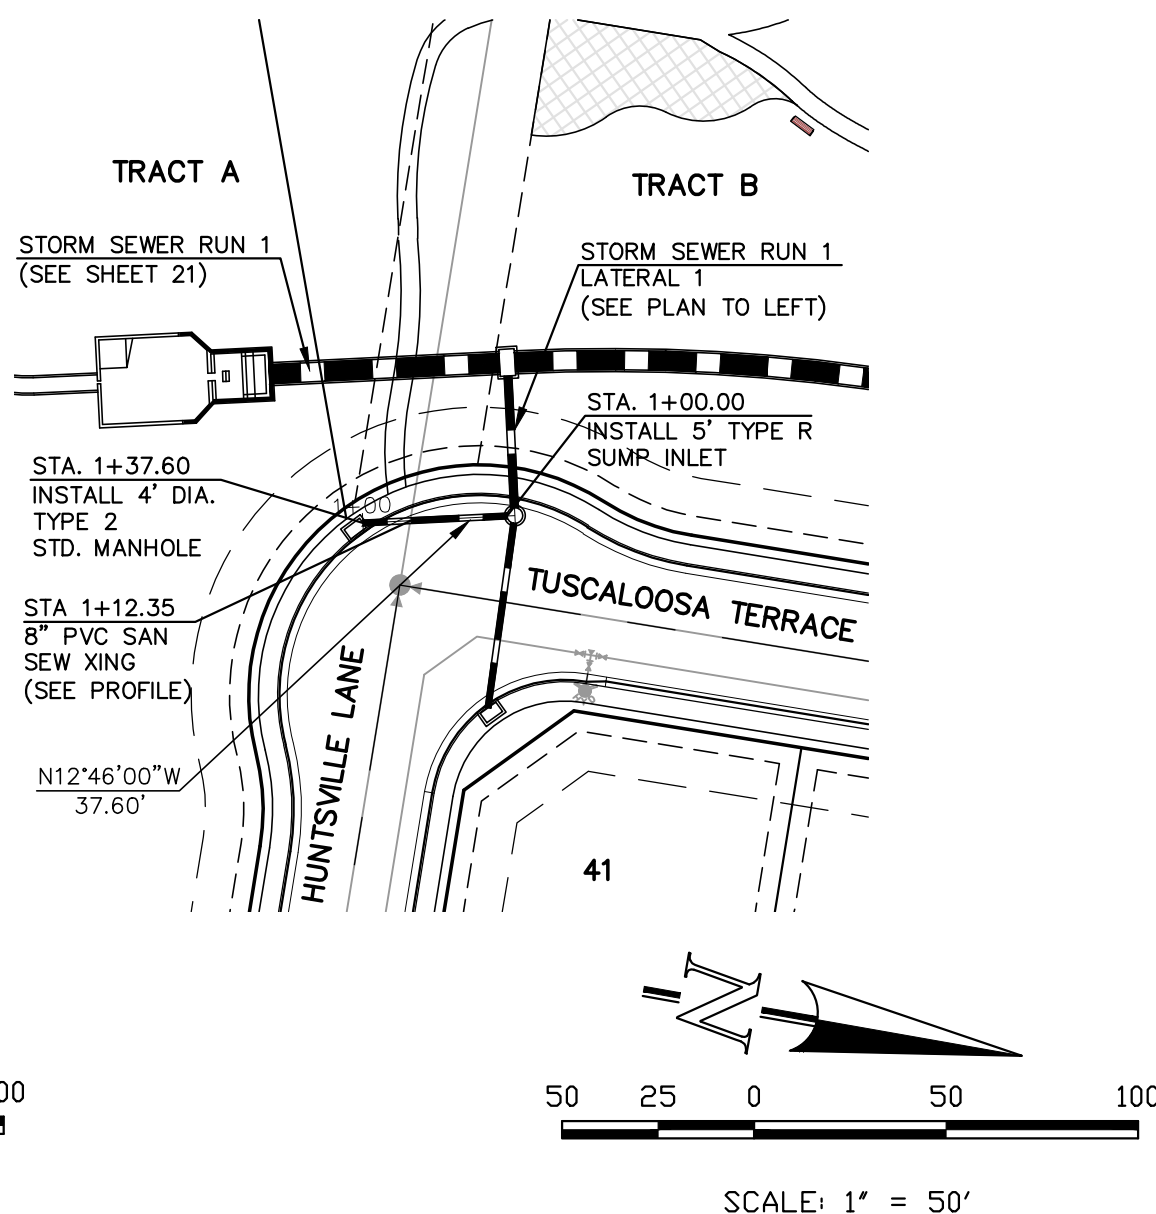 TRACT A
TRACT B
STORM SEWER RUN 1
(SEE SHEET 21)
STORM SEWER RUN 1
LATERAL 1
(SEE PLAN TO LEFT)
STA. 1+00.00
INSTALL 5' TYPE R
SUMP INLET
STA. 1+37.60
INSTALL 4' DIA.
TYPE 2
STD. MANHOLE
STA 1+12.35
8" PVC SAN
SEW XING
(SEE PROFILE)
TUSCALOOSA TERRACE
HUNTSVILLE LANE
N12°46'00"W
37.60'
41
N
00
50 25 0 50 100
SCALE: 1" = 50'